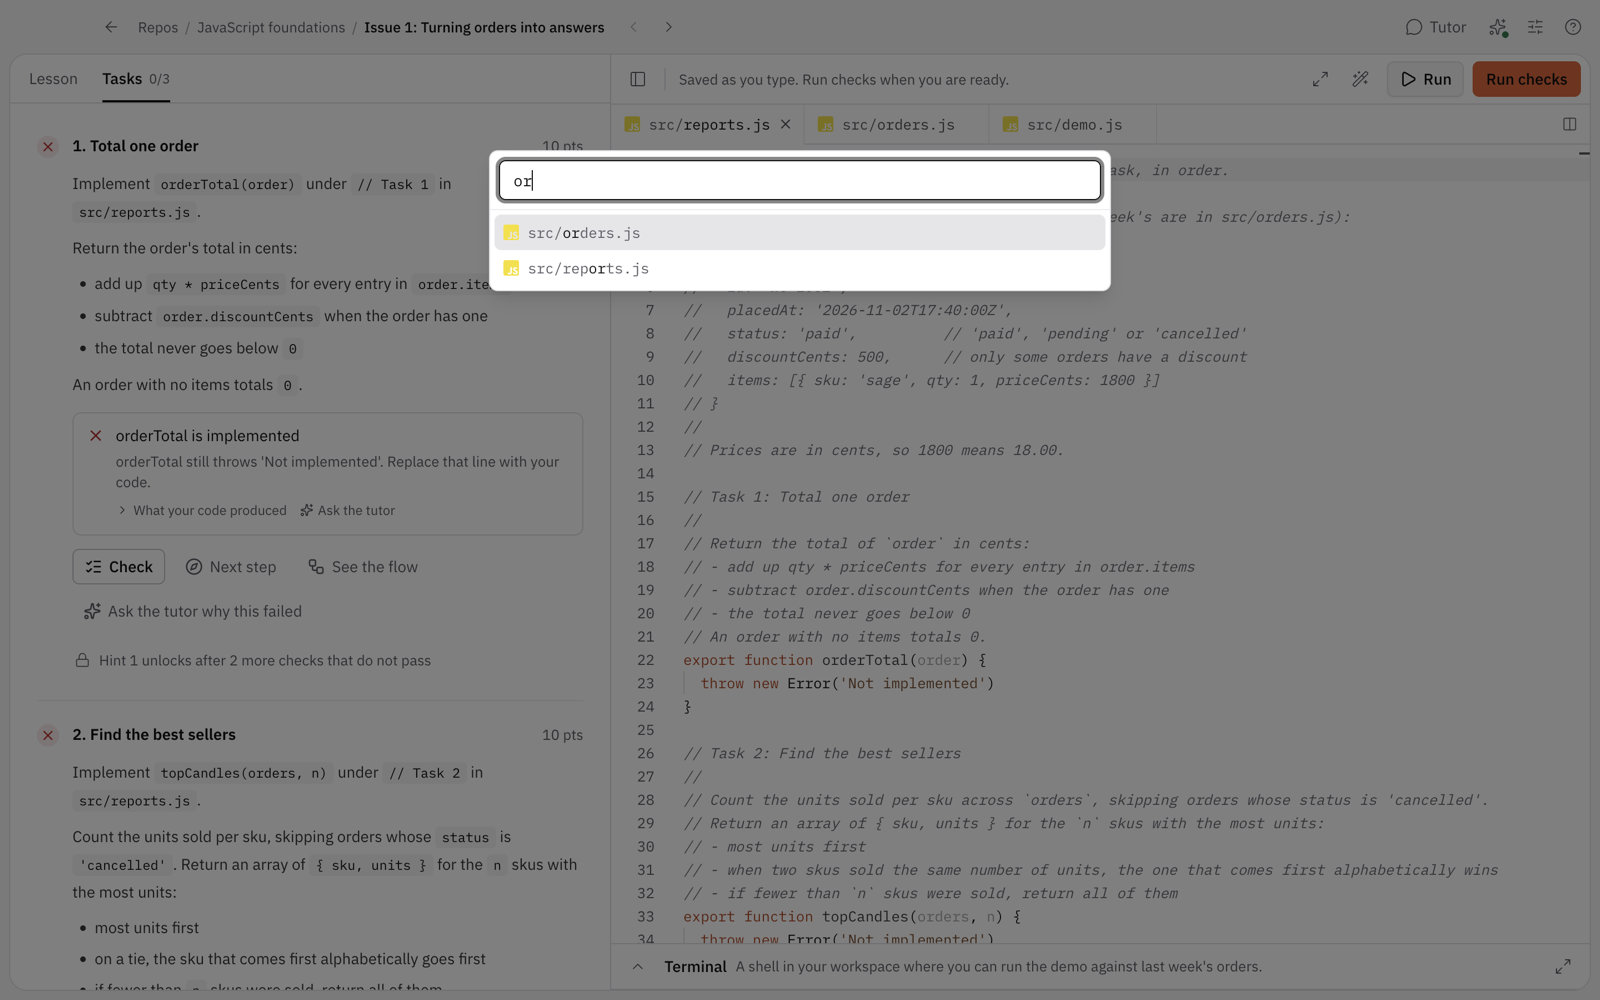 Repos / JavaScript foundations / Issue 1: Turning orders into answers
Tutor
Lesson
Tasks 0/3
Saved as you type. Run checks when you are ready.
Run
Run checks
src/reports.js
src/orders.js
src/demo.js
or
src/orders.js
src/reports.js
1. Total one order
10 pts
Implement orderTotal(order) under // Task 1 in
src/reports.js .
Return the order's total in cents:
add up qty * priceCents for every entry in order.ite
subtract order.discountCents when the order has one
the total never goes below 0
An order with no items totals 0 .
orderTotal is implemented
orderTotal still throws 'Not implemented'. Replace that line with your
code.
What your code produced
Ask the tutor
Check
Next step
See the flow
Ask the tutor why this failed
Hint 1 unlocks after 2 more checks that do not pass
2. Find the best sellers
10 pts
Implement topCandles(orders, n) under // Task 2 in
src/reports.js .
Count the units sold per sku, skipping orders whose status is
'cancelled' . Return an array of { sku, units } for the n skus with
the most units:
most units first
on a tie, the sku that comes first alphabetically goes first
if fewer than n skus were sold, return all of them
ask, in order.
eek's are in src/orders.js):
7 // placedAt: '2026-11-02T17:40:00Z',
8 // status: 'paid', // 'paid', 'pending' or 'cancelled'
9 // discountCents: 500, // only some orders have a discount
10 // items: [{ sku: 'sage', qty: 1, priceCents: 1800 }]
11 // }
12 //
13 // Prices are in cents, so 1800 means 18.00.
14
15 // Task 1: Total one order
16 //
17 // Return the total of `order` in cents:
18 // - add up qty * priceCents for every entry in order.items
19 // - subtract order.discountCents when the order has one
20 // - the total never goes below 0
21 // An order with no items totals 0.
22 export function orderTotal(order) {
23 throw new Error('Not implemented')
24 }
25
26 // Task 2: Find the best sellers
27 //
28 // Count the units sold per sku across `orders`, skipping orders whose status is 'cancelled'.
29 // Return an array of { sku, units } for the `n` skus with the most units:
30 // - most units first
31 // - when two skus sold the same number of units, the one that comes first alphabetically wins
32 // - if fewer than `n` skus were sold, return all of them
33 export function topCandles(orders, n) {
34 throw new Error('Not implemented')
Terminal A shell in your workspace where you can run the demo against last week's orders.